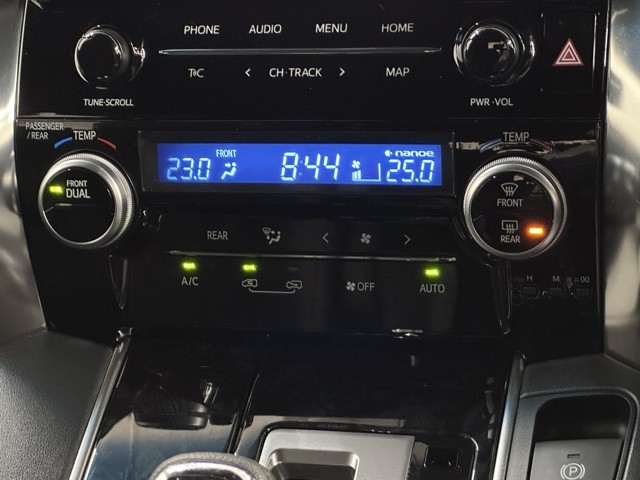 PHONE AUDIO MENU HOME
T&C < CH·TRACK > MAP
TUNE·SCROLL PWR·VOL
PASSENGER
/REAR
TEMP TEMP
FRONT nanoe
23.0 8:44 25.0
FRONT
DUAL
FRONT
REAR
REAR < >
A/C OFF AUTO
H M :00
P